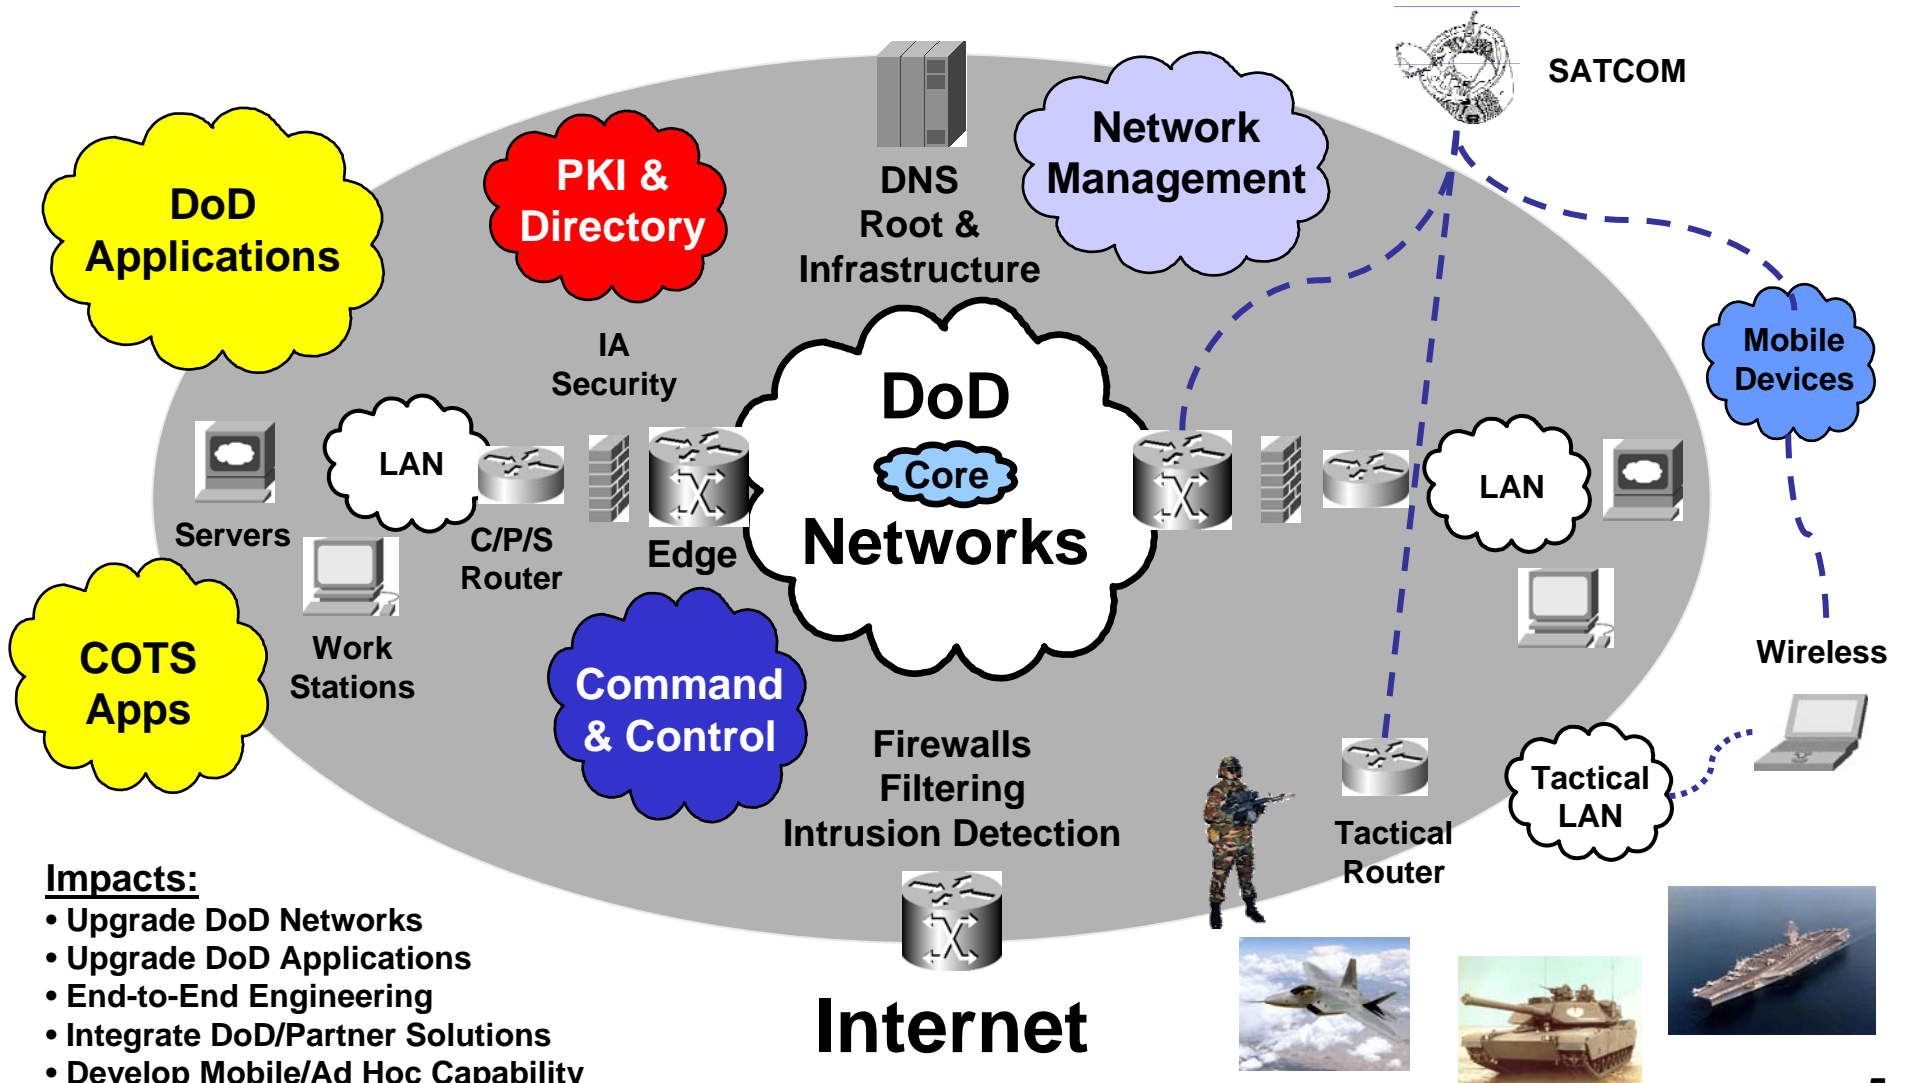 SATCOM
Network
Management
DoD
Applications
PKI &
Directory
DNS
Root &
Infrastructure
Mobile
Devices
IA
Security
DoD
Core
Networks
LAN
LAN
Servers
C/P/S
Router
Edge
Work
Stations
COTS
Apps
Command
& Control
Wireless
Firewalls
Filtering
Intrusion Detection
Tactical
Router
Tactical
LAN
Internet
Impacts:
• Upgrade DoD Networks
• Upgrade DoD Applications
• End-to-End Engineering
• Integrate DoD/Partner Solutions
• Develop Mobile/Ad Hoc Capability